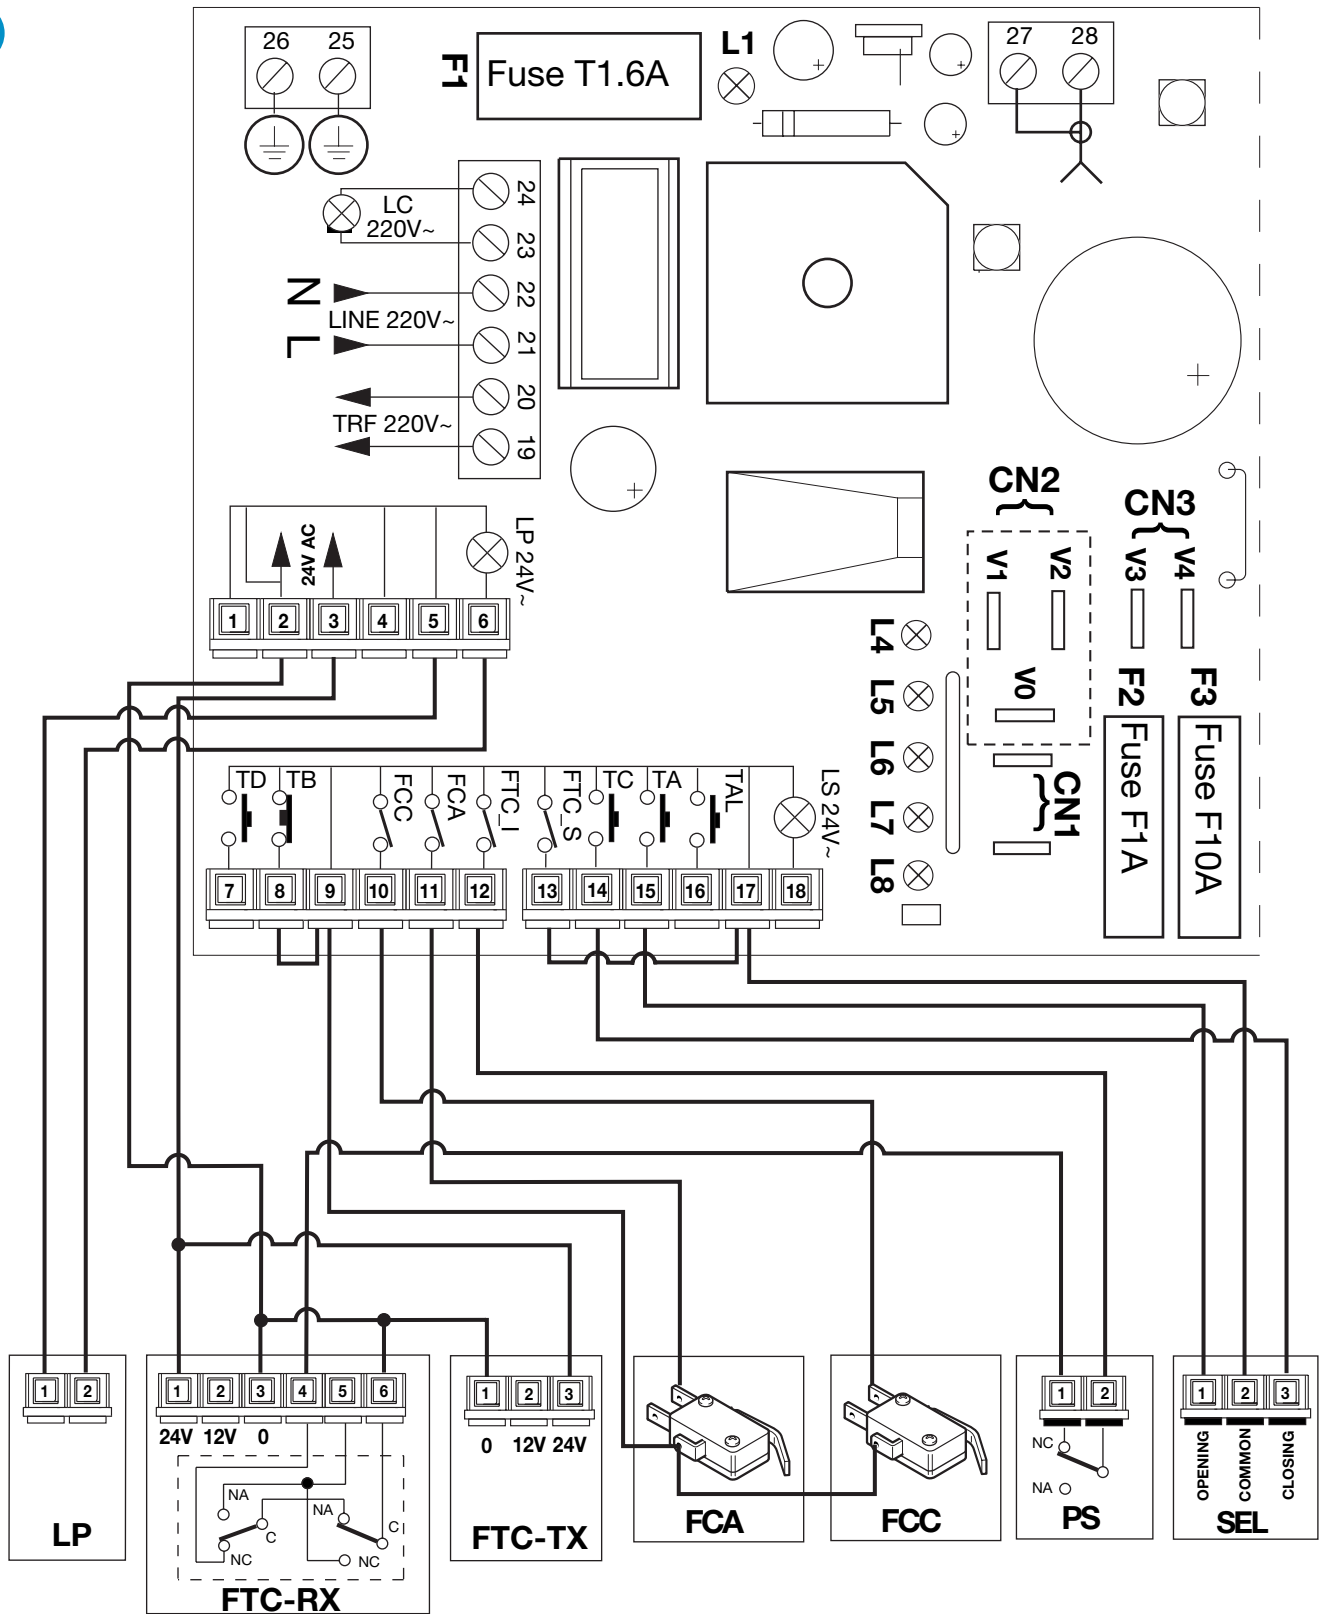 26 25
F1
Fuse T1.6A
L1
27 28
24
LC
220V~
23
N
22
LINE 220V~
L
21
20
TRF 220V~
19
CN2
CN3
V1 V2 V3 V4
24V AC
LP 24V~
1 2 3 4 5 6
L4
L5
L6
L7
L8
V0
F2
F3
Fuse F1A
Fuse F10A
CN1
TD TB FCC FCA FTC_I FTC_S TC TA TAL LS 24V~
7 8 9 10 11 12 13 14 15 16 17 18
1 2
LP
1 2 3 4 5 6
24V 12V 0
NA NA
C C
NC NC
FTC-RX
1 2 3
0 12V 24V
FTC-TX
FCA
FCC
1 2
NC
NA
PS
1 2 3
OPENING
COMMON
CLOSING
SEL